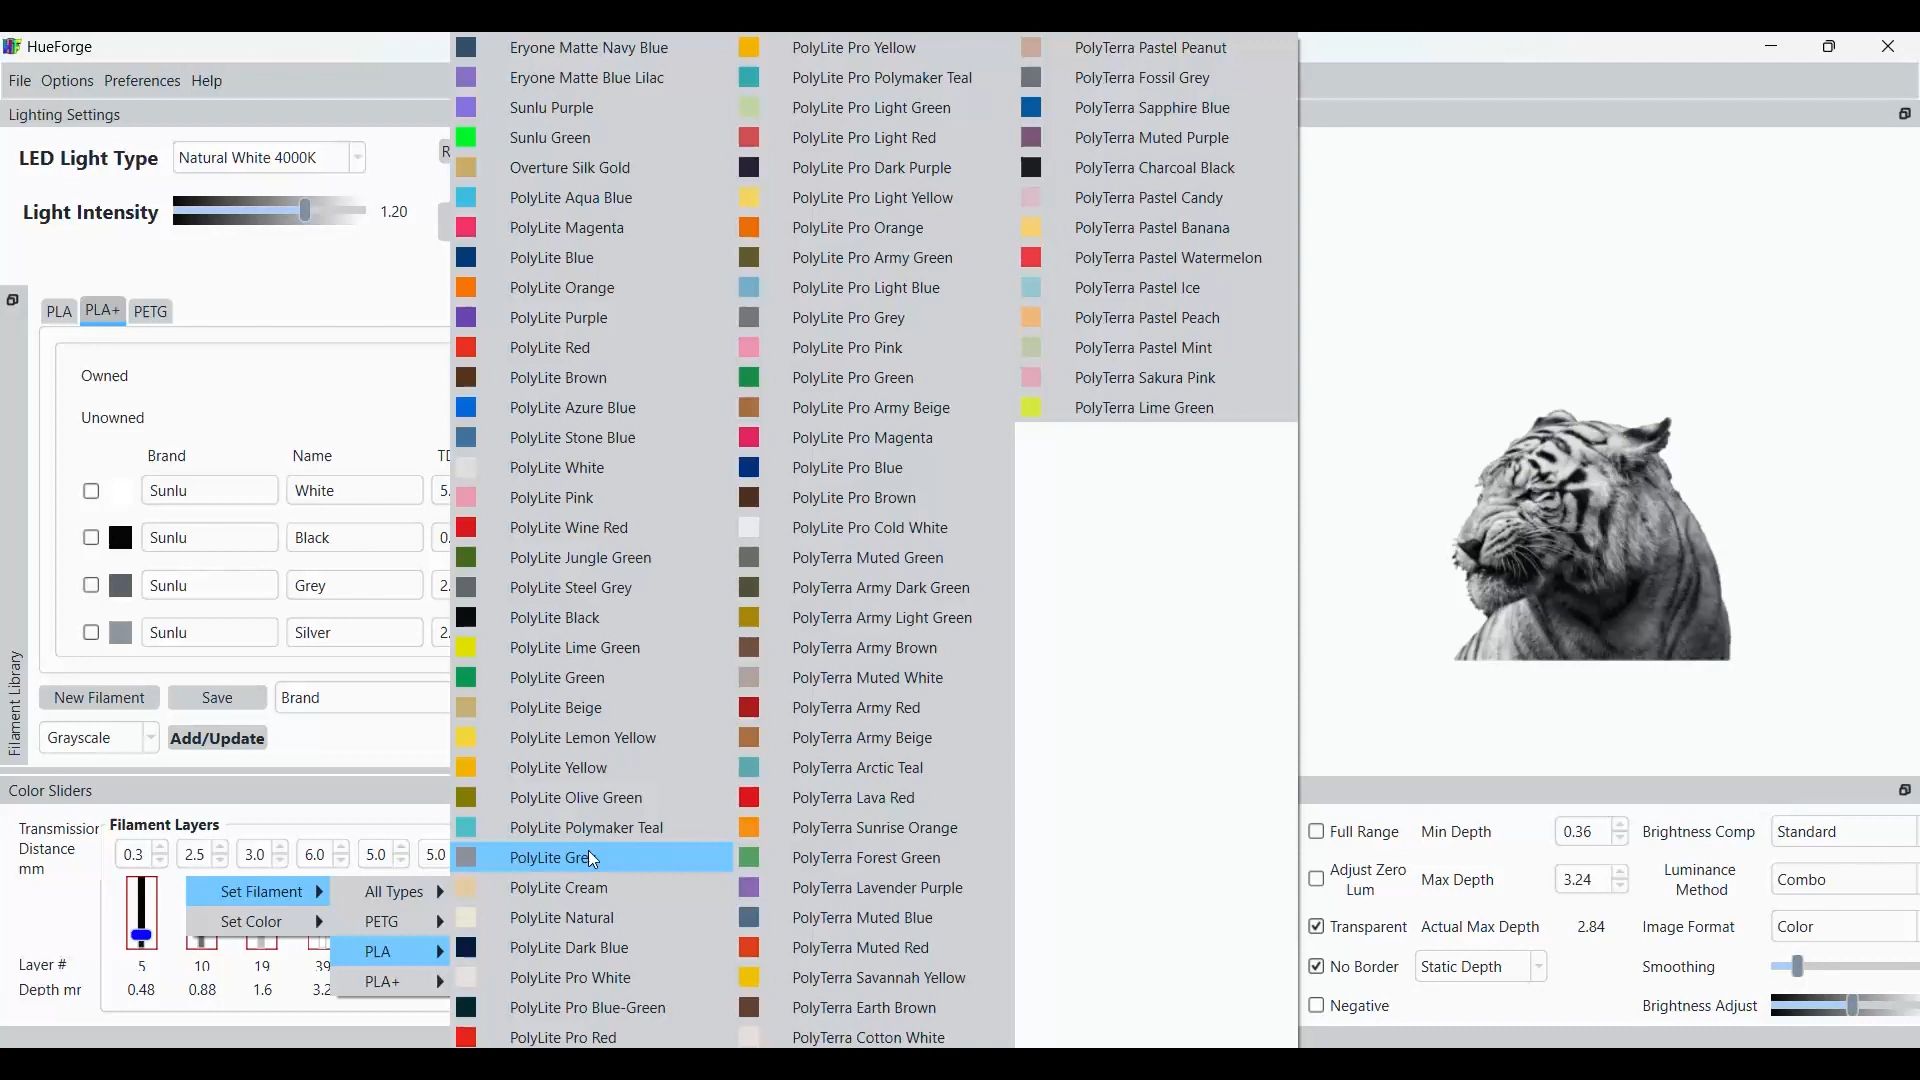 HueForge
File Options Preferences Help
Lighting Settings
LED Light Type Natural White 4000K
Light Intensity 1.20
PLA PLA+ PETG
Owned
Unowned
Brand Name
Sunlu White 5.
Sunlu Black 0.
Sunlu Grey 2.
Sunlu Silver 2.
Filament Library
New Filament Save Brand
Grayscale Add/Update
Color Sliders
Transmission Distance mm
Filament Layers
0.3 2.5 3.0 6.0 5.0 5.0
Set Filament
Set Color
All Types
PETG
PLA
PLA+
Layer # 5 10 19 39
Depth mr 0.48 0.88 1.6 3.2
Eryone Matte Navy Blue
Eryone Matte Blue Lilac
Sunlu Purple
Sunlu Green
Overture Silk Gold
PolyLite Aqua Blue
PolyLite Magenta
PolyLite Blue
PolyLite Orange
PolyLite Purple
PolyLite Red
PolyLite Brown
PolyLite Azure Blue
PolyLite Stone Blue
PolyLite White
PolyLite Pink
PolyLite Wine Red
PolyLite Jungle Green
PolyLite Steel Grey
PolyLite Black
PolyLite Lime Green
PolyLite Green
PolyLite Beige
PolyLite Lemon Yellow
PolyLite Yellow
PolyLite Olive Green
PolyLite Polymaker Teal
PolyLite Grey
PolyLite Cream
PolyLite Natural
PolyLite Dark Blue
PolyLite Pro White
PolyLite Pro Blue-Green
PolyLite Pro Red
PolyLite Pro Yellow
PolyLite Pro Polymaker Teal
PolyLite Pro Light Green
PolyLite Pro Light Red
PolyLite Pro Dark Purple
PolyLite Pro Light Yellow
PolyLite Pro Orange
PolyLite Pro Army Green
PolyLite Pro Light Blue
PolyLite Pro Grey
PolyLite Pro Pink
PolyLite Pro Green
PolyLite Pro Army Beige
PolyLite Pro Magenta
PolyLite Pro Blue
PolyLite Pro Brown
PolyLite Pro Cold White
PolyTerra Muted Green
PolyTerra Army Dark Green
PolyTerra Army Light Green
PolyTerra Army Brown
PolyTerra Muted White
PolyTerra Army Red
PolyTerra Army Beige
PolyTerra Arctic Teal
PolyTerra Lava Red
PolyTerra Sunrise Orange
PolyTerra Forest Green
PolyTerra Lavender Purple
PolyTerra Muted Blue
PolyTerra Muted Red
PolyTerra Savannah Yellow
PolyTerra Earth Brown
PolyTerra Cotton White
PolyTerra Pastel Peanut
PolyTerra Fossil Grey
PolyTerra Sapphire Blue
PolyTerra Muted Purple
PolyTerra Charcoal Black
PolyTerra Pastel Candy
PolyTerra Pastel Banana
PolyTerra Pastel Watermelon
PolyTerra Pastel Ice
PolyTerra Pastel Peach
PolyTerra Pastel Mint
PolyTerra Sakura Pink
PolyTerra Lime Green
Full Range Min Depth 0.36 Brightness Comp Standard
Adjust Zero Lum Max Depth 3.24 Luminance Method Combo
Transparent Actual Max Depth 2.84 Image Format Color
No Border Static Depth Smoothing
Negative Brightness Adjust